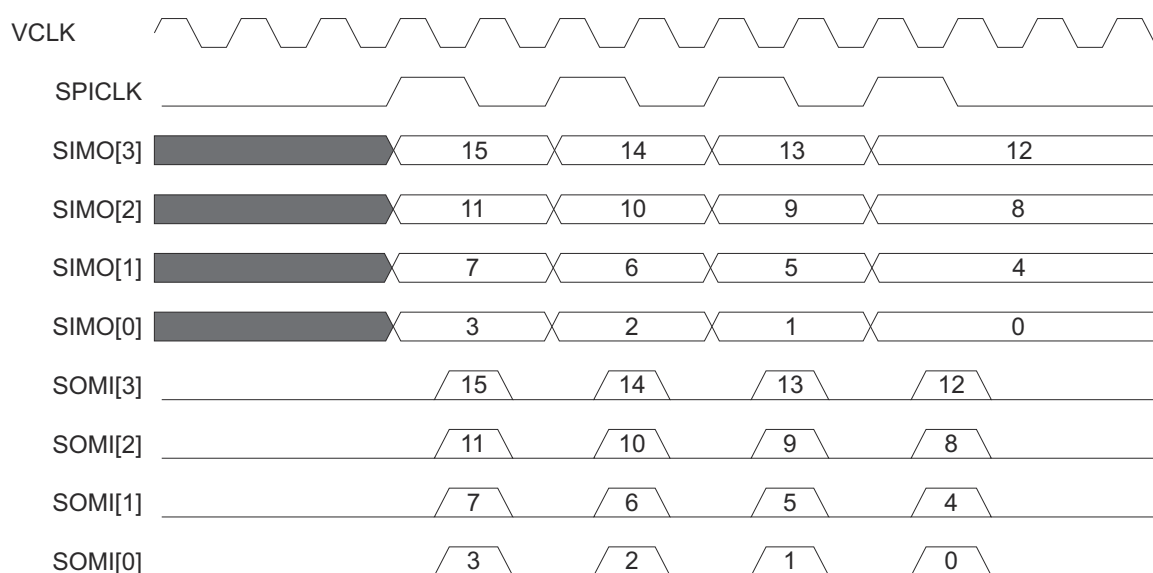 VCLK
SPICLK
SIMO[3] 15 14 13 12
SIMO[2] 11 10 9 8
SIMO[1] 7 6 5 4
SIMO[0] 3 2 1 0
SOMI[3] 15 14 13 12
SOMI[2] 11 10 9 8
SOMI[1] 7 6 5 4
SOMI[0] 3 2 1 0